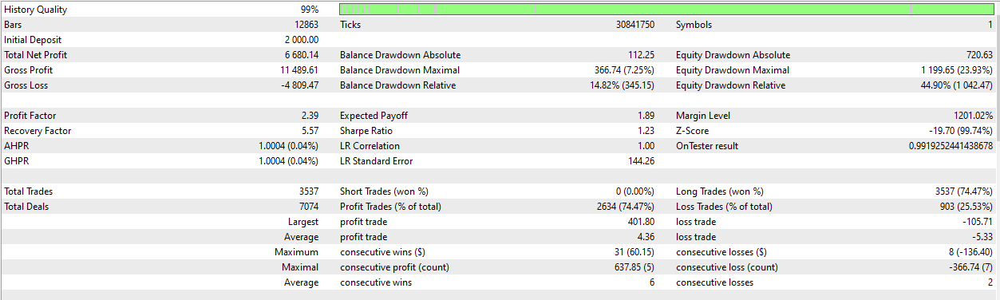 History Quality 99%
Bars 12863 Ticks 30841750 Symbols 1
Initial Deposit 2 000.00
Total Net Profit 6 680.14 Balance Drawdown Absolute 112.25 Equity Drawdown Absolute 720.63
Gross Profit 11 489.61 Balance Drawdown Maximal 366.74 (7.25%) Equity Drawdown Maximal 1 199.65 (23.93%)
Gross Loss -4 809.47 Balance Drawdown Relative 14.82% (345.15) Equity Drawdown Relative 44.90% (1 042.47)
Profit Factor 2.39 Expected Payoff 1.89 Margin Level 1201.02%
Recovery Factor 5.57 Sharpe Ratio 1.23 Z-Score -19.70 (99.74%)
AHPR 1.0004 (0.04%) LR Correlation 1.00 OnTester result 0.9919252441438678
GHPR 1.0004 (0.04%) LR Standard Error 144.26
Total Trades 3537 Short Trades (won %) 0 (0.00%) Long Trades (won %) 3537 (74.47%)
Total Deals 7074 Profit Trades (% of total) 2634 (74.47%) Loss Trades (% of total) 903 (25.53%)
Largest profit trade 401.80 loss trade -105.71
Average profit trade 4.36 loss trade -5.33
Maximum consecutive wins ($) 31 (60.15) consecutive losses ($) 8 (-136.40)
Maximal consecutive profit (count) 637.85 (5) consecutive loss (count) -366.74 (7)
Average consecutive wins 6 consecutive losses 2